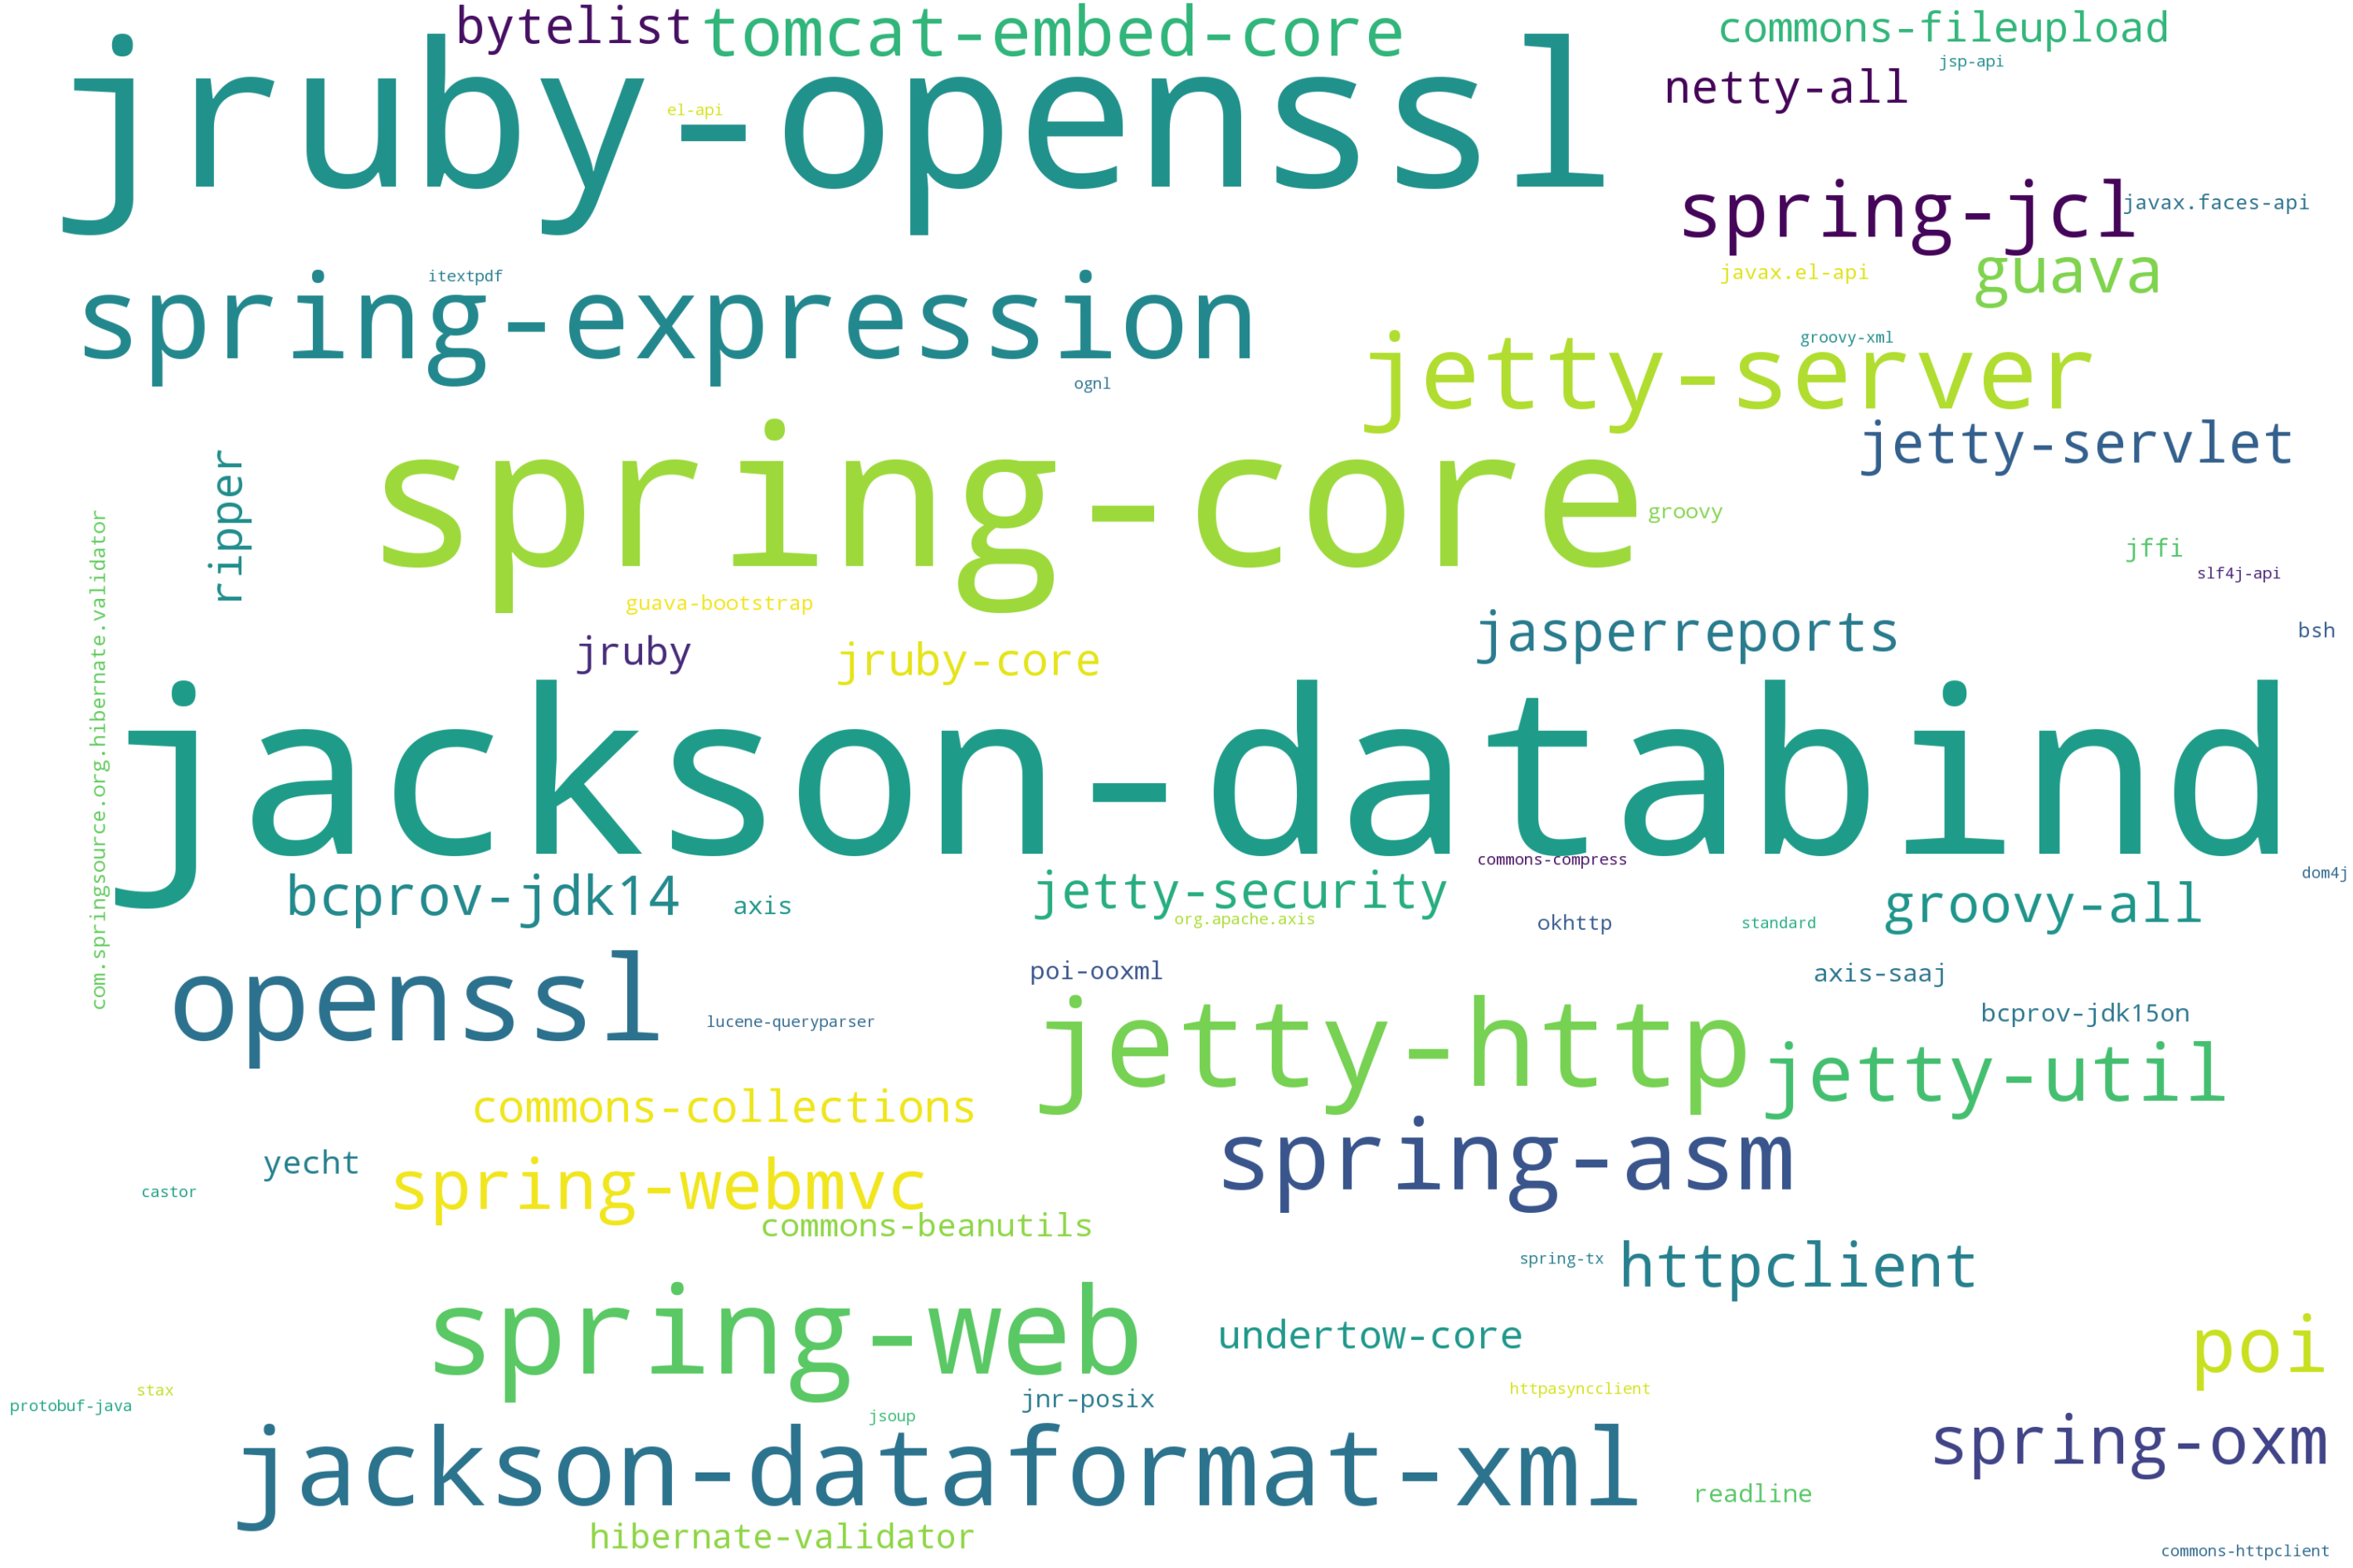 bytelist
tomcat-embed-core
commons-fileupload
jsp-api
netty-all
jruby-openssl
el-api
spring-jcl
javax.faces-api
javax.el-api
guava
itextpdf
spring-expression
groovy-xml
jetty-server
ognl
jetty-servlet
ripper
spring-core
groovy
jffi
slf4j-api
com.springsource.org.hibernate.validator
guava-bootstrap
jasperreports
bsh
jruby
jruby-core
jackson-databind
commons-compress
dom4j
bcprov-jdk14
axis
jetty-security
org.apache.axis
okhttp
standard
groovy-all
openssl
poi-ooxml
axis-saaj
lucene-queryparser
bcprov-jdk15on
jetty-http
jetty-util
commons-collections
yecht
spring-asm
castor
spring-webmvc
commons-beanutils
spring-tx
httpclient
spring-web
undertow-core
poi
stax
protobuf-java
jnr-posix
httpasyncclient
jsoup
spring-oxm
jackson-dataformat-xml
readline
hibernate-validator
commons-httpclient